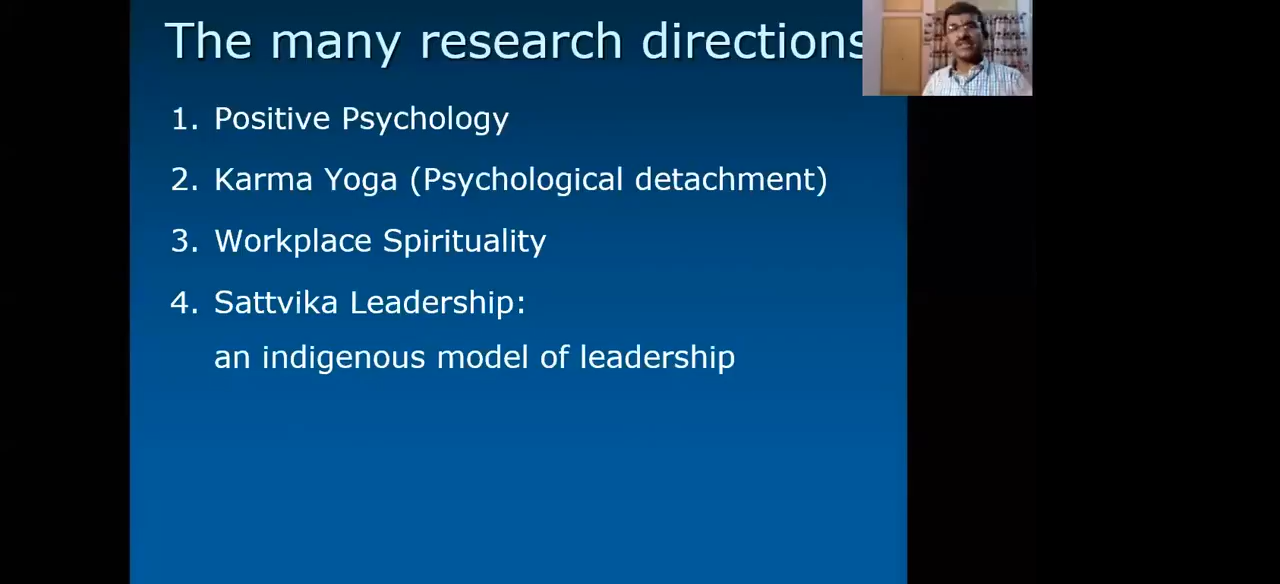 The many research directions
1. Positive Psychology
2. Karma Yoga (Psychological detachment)
3. Workplace Spirituality
4. Sattvika Leadership:
an indigenous model of leadership